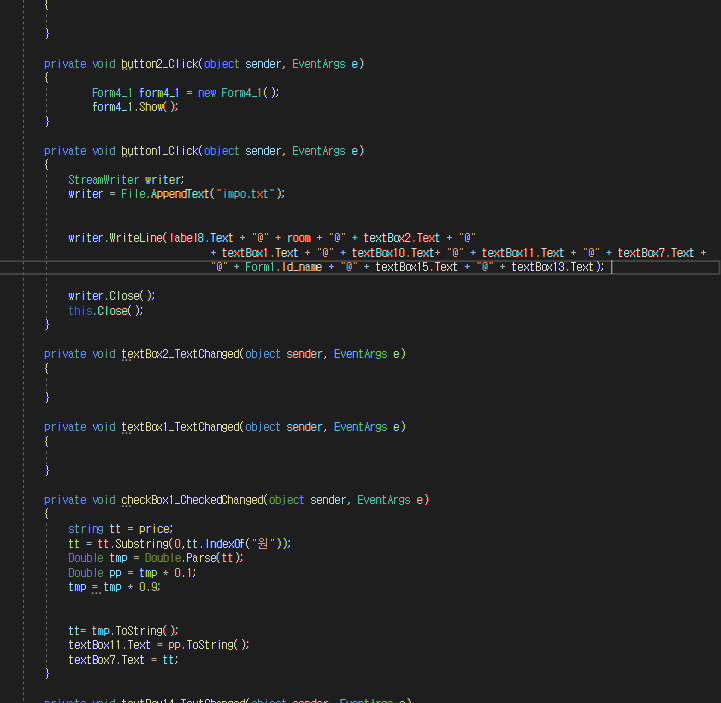 {
}
private void button2_Click(object sender, EventArgs e)
{
Form4_1 form4_1 = new Form4_1();
form4_1.Show();
}
private void button1_Click(object sender, EventArgs e)
{
StreamWriter writer;
writer = File.AppendText("impo.txt");
writer.WriteLine(label8.Text + "@" + room + "@" + textBox2.Text + "@"
+ textBox1.Text + "@" + textBox10.Text+ "@" + textBox11.Text + "@" + textBox7.Text +
"@" + Form1.Id_name + "@" + textBox15.Text + "@" + textBox13.Text);
writer.Close();
this.Close();
}
private void textBox2_TextChanged(object sender, EventArgs e)
{
}
private void textBox1_TextChanged(object sender, EventArgs e)
{
}
private void checkBox1_CheckedChanged(object sender, EventArgs e)
{
string tt = price;
tt = tt.Substring(0,tt.IndexOf("원"));
Double tmp = Double.Parse(tt);
Double pp = tmp * 0.1;
tmp = tmp * 0.9;
tt= tmp.ToString();
textBox11.Text = pp.ToString();
textBox7.Text = tt;
}
private void textBox14_TextChanged(object sender, EventArgs e)